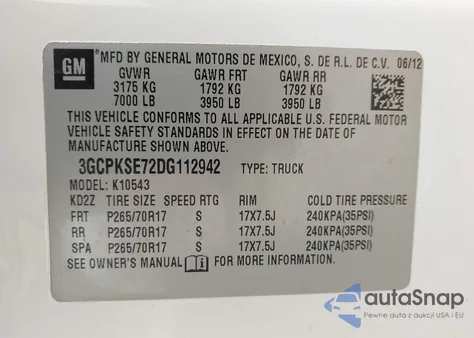 GM
MFD BY GENERAL MOTORS DE MEXICO, S. DE R.L. DE C.V. 06/12
GVWR GAWR FRT GAWR RR
3175 KG 1792 KG 1792 KG
7000 LB 3950 LB 3950 LB
THIS VEHICLE CONFORMS TO ALL APPLICABLE U.S. FEDERAL MOTOR
VEHICLE SAFETY STANDARDS IN EFFECT ON THE DATE OF
MANUFACTURE SHOWN ABOVE.
3GCPKSE72DG112942 TYPE: TRUCK
MODEL: K10543
KD2Z TIRE SIZE SPEED RTG RIM COLD TIRE PRESSURE
FRT P265/70R17 S 17X7.5J 240KPA(35PSI)
RR P265/70R17 S 17X7.5J 240KPA(35PSI)
SPA P265/70R17 S 17X7.5J 240KPA(35PSI)
SEE OWNER'S MANUAL FOR MORE INFORMATION.
autoSnap
Pewne auta z aukcji USA i EU